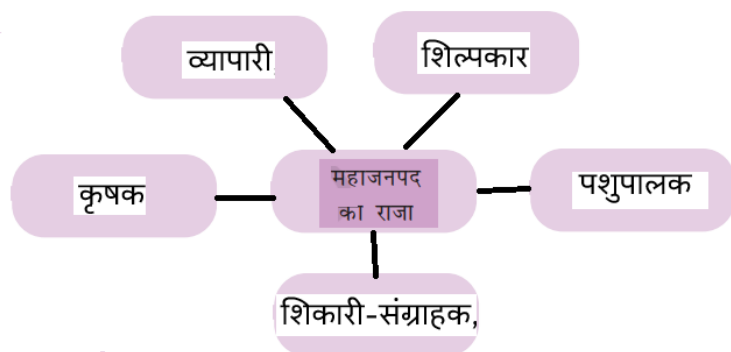 व्यापारी
शिल्पकार
कृषक
महाजनपद
का राजा
पशुपालक
शिकारी-संग्राहक,